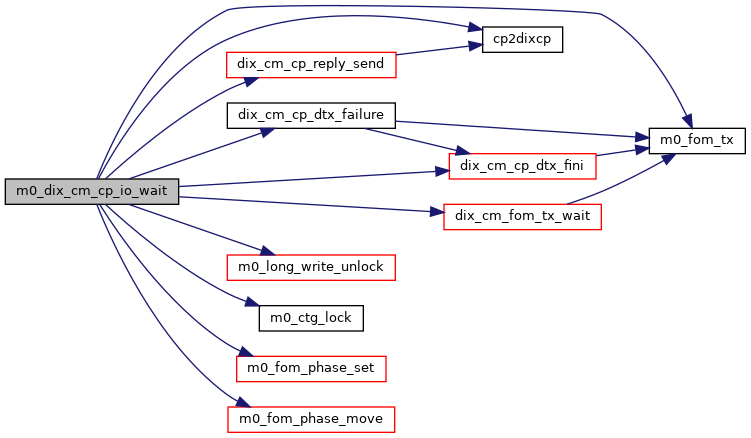 cp2dixcp
dix_cm_cp_reply_send
dix_cm_cp_dtx_failure
m0_fom_tx
dix_cm_cp_dtx_fini
m0_dix_cm_cp_io_wait
dix_cm_fom_tx_wait
m0_long_write_unlock
m0_ctg_lock
m0_fom_phase_set
m0_fom_phase_move